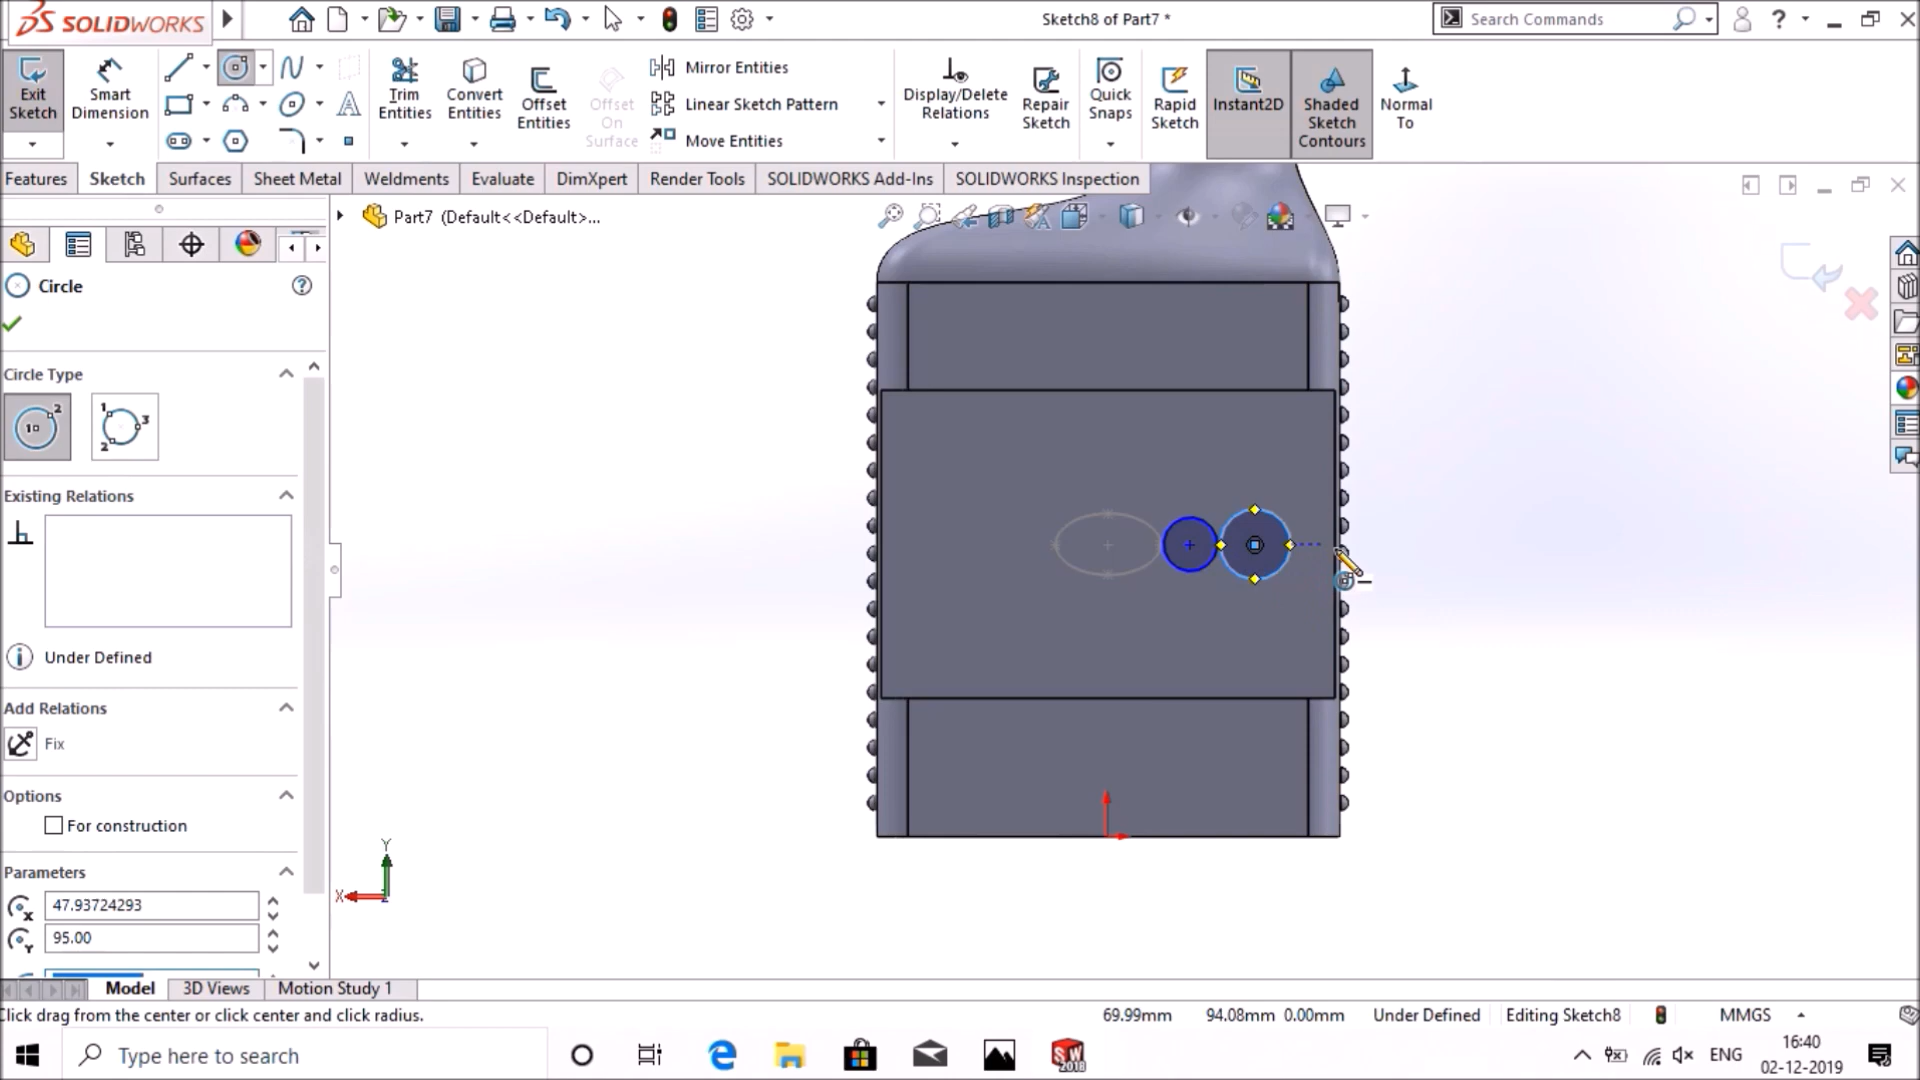 SOLIDWORKS
Sketch8 of Part7 *
Search Commands
Exit Sketch
Smart Dimension
Trim Entities
Convert Entities
Offset Entities
Offset On Surface
Mirror Entities
Linear Sketch Pattern
Move Entities
Display/Delete Relations
Repair Sketch
Quick Snaps
Rapid Sketch
Instant2D
Shaded Sketch Contours
Normal To
Features
Sketch
Surfaces
Sheet Metal
Weldments
Evaluate
DimXpert
Render Tools
SOLIDWORKS Add-Ins
SOLIDWORKS Inspection
Part7 (Default<<Default>...
Circle
Circle Type
Existing Relations
Under Defined
Add Relations
Fix
Options
For construction
Parameters
47.93724293
95.00
Y
X
Model
3D Views
Motion Study 1
Click drag from the center or click center and click radius.
69.99mm 94.08mm 0.00mm Under Defined Editing Sketch8 MMGS
Type here to search
SW 2018
ENG
16:40
02-12-2019